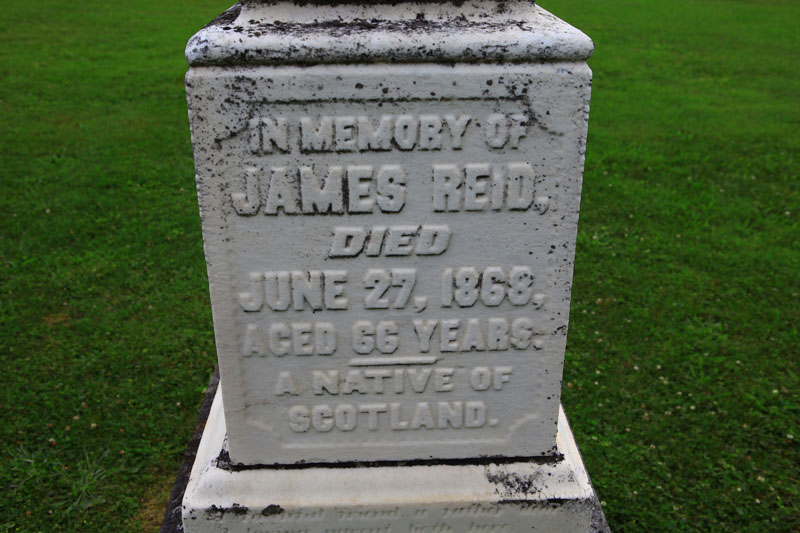 IN MEMORY OF
JAMES REID,
DIED
JUNE 27, 1868,
AGED 66 YEARS.
A NATIVE OF
SCOTLAND.